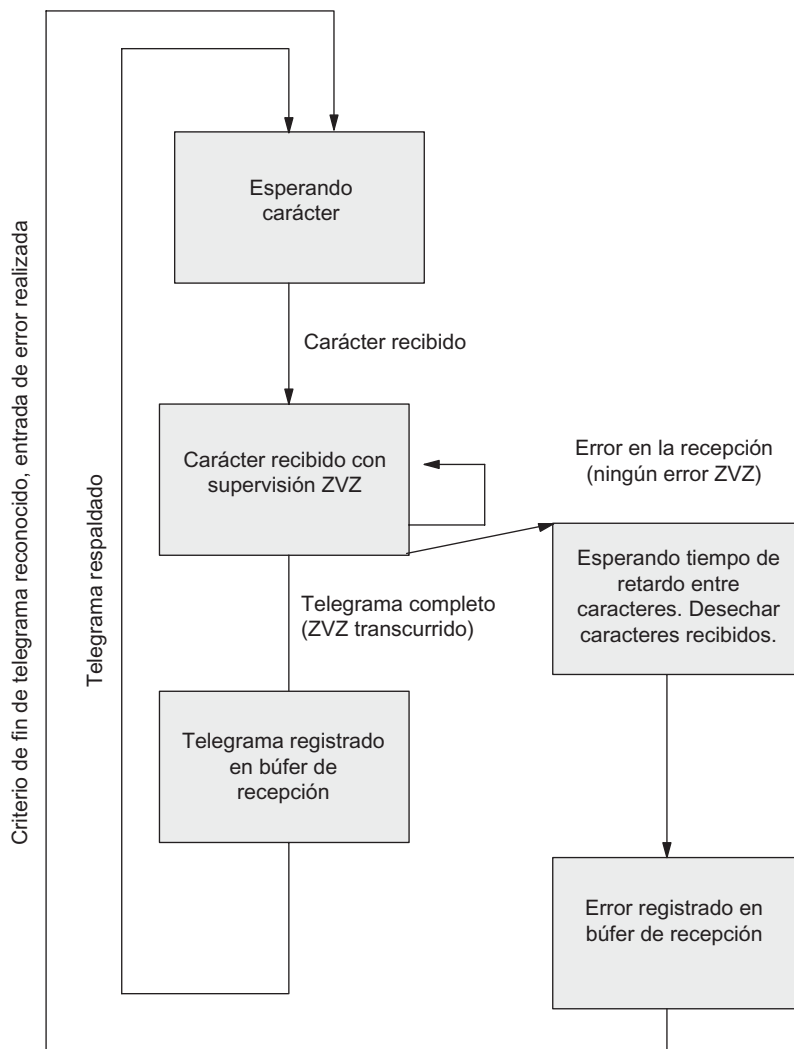 Esperando
carácter
Carácter recibido
Carácter recibido con
supervisión ZVZ
Error en la recepción
(ningún error ZVZ)
Esperando tiempo de
retardo entre
caracteres. Desechar
caracteres recibidos.
Telegrama completo
(ZVZ transcurrido)
Telegrama registrado
en búfer de
recepción
Error registrado en
búfer de recepción
Telegrama respaldado
Criterio de fin de telegrama reconocido, entrada de error realizada